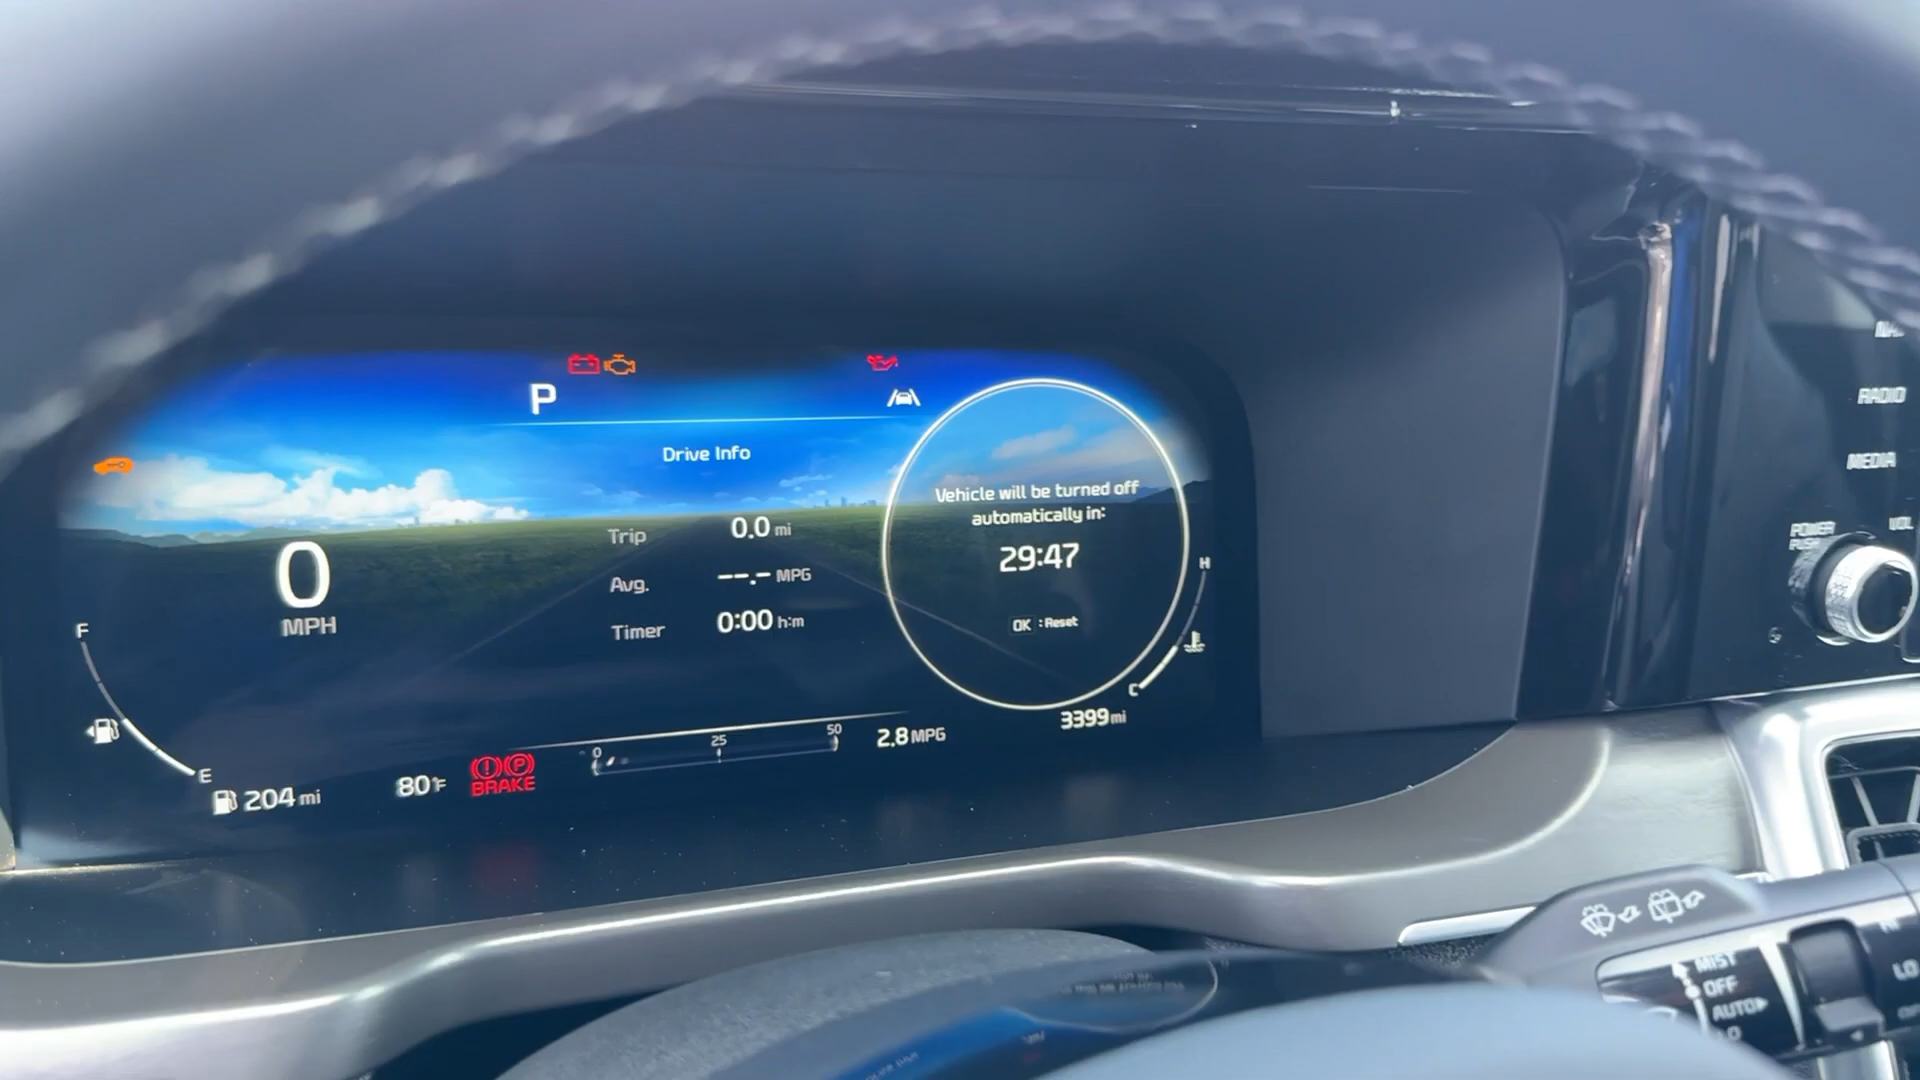 P
Drive Info
Vehicle will be turned off
automatically in:
29:47
OK : Reset
Trip 0.0 mi
Avg. --.- MPG
Timer 0:00 h:m
0
MPH
F
E
204 mi
80°F
BRAKE
0 25 50
2.8 MPG
H
C
3399 mi
RADIO
MEDIA
POWER
PUSH
VOL
MIST
OFF
AUTO
LO
LO